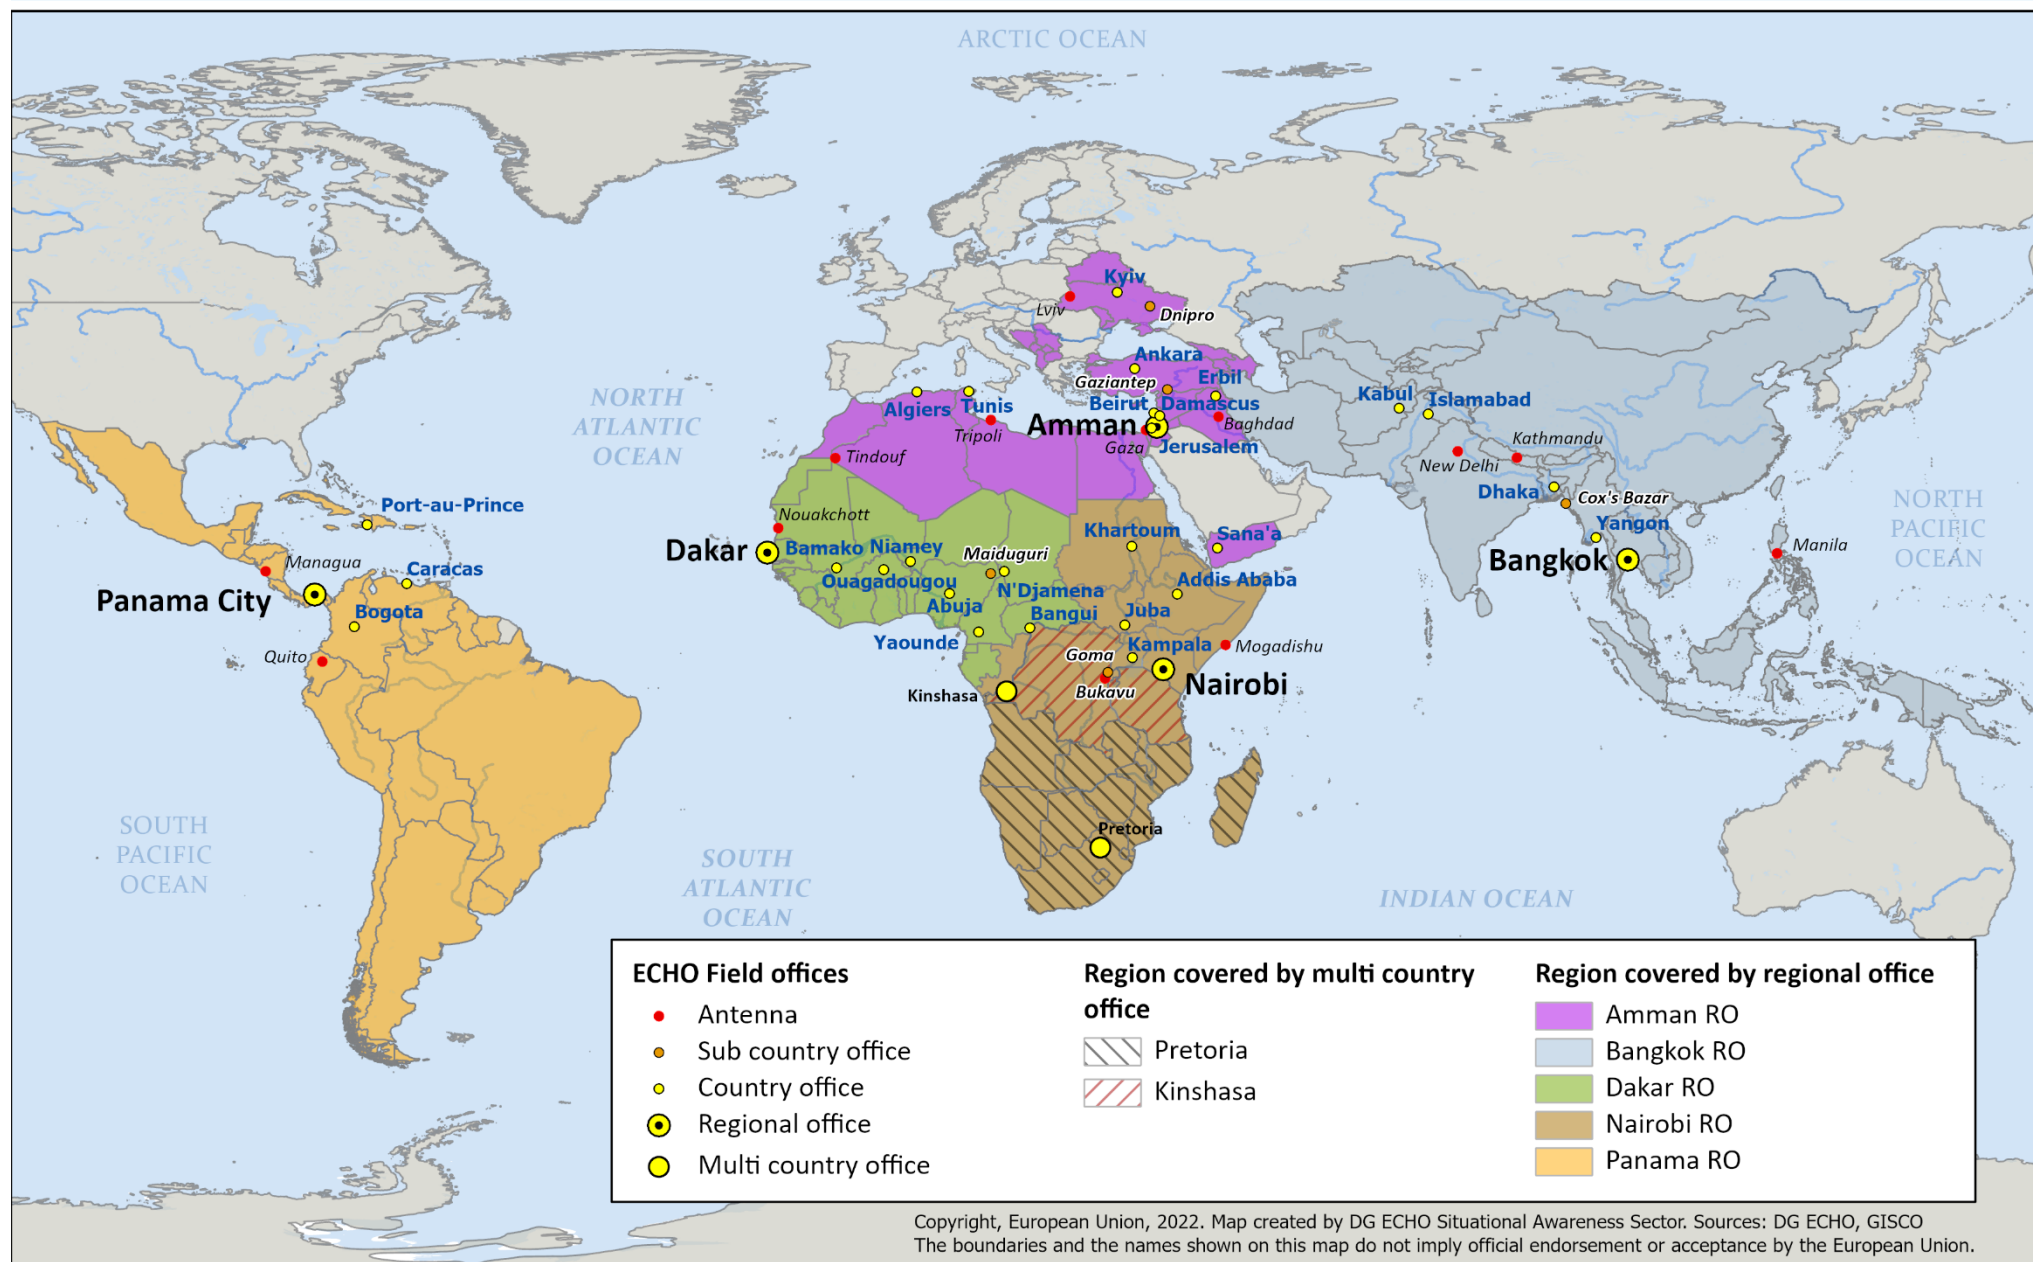 ARCTIC OCEAN
Kyiv
Lviv
Dnipro
Ankara
Gaziantep
Erbil
Beirut
Damascus
Algiers
Tunis
Tripoli
Amman
Baghdad
Gaza
Jerusalem
Tindouf
Kabul
Islamabad
Kathmandu
New Delhi
Dhaka
Cox's Bazar
Yangon
Bangkok
Manila
NORTH
ATLANTIC
OCEAN
NORTH
PACIFIC
OCEAN
Port-au-Prince
Managua
Caracas
Panama City
Bogota
Quito
Nouakchott
Dakar
Bamako
Niamey
Maiduguri
Ouagadougou
N'Djamena
Abuja
Bangui
Yaounde
Khartoum
Sana'a
Addis Ababa
Juba
Kampala
Mogadishu
Goma
Bukavu
Nairobi
Kinshasa
Pretoria
SOUTH
PACIFIC
OCEAN
SOUTH
ATLANTIC
OCEAN
INDIAN OCEAN
ECHO Field offices
Antenna
Sub country office
Country office
Regional office
Multi country office
Region covered by multi country
office
Pretoria
Kinshasa
Region covered by regional office
Amman RO
Bangkok RO
Dakar RO
Nairobi RO
Panama RO
Copyright, European Union, 2022. Map created by DG ECHO Situational Awareness Sector. Sources: DG ECHO, GISCO
The boundaries and the names shown on this map do not imply official endorsement or acceptance by the European Union.